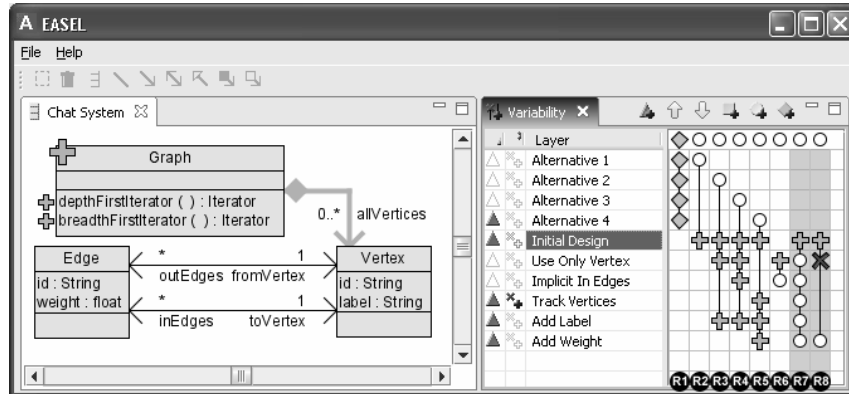 A EASEL
File Help
Chat System
Graph
depthFirstIterator ( ) : Iterator
breadthFirstIterator ( ) : Iterator
0..* allVertices
Edge
id : String
weight : float
* 1
outEdges fromVertex
* 1
inEdges toVertex
Vertex
id : String
label : String
Variability
Layer
Alternative 1
Alternative 2
Alternative 3
Alternative 4
Initial Design
Use Only Vertex
Implicit In Edges
Track Vertices
Add Label
Add Weight
R1 R2 R3 R4 R5 R6 R7 R8